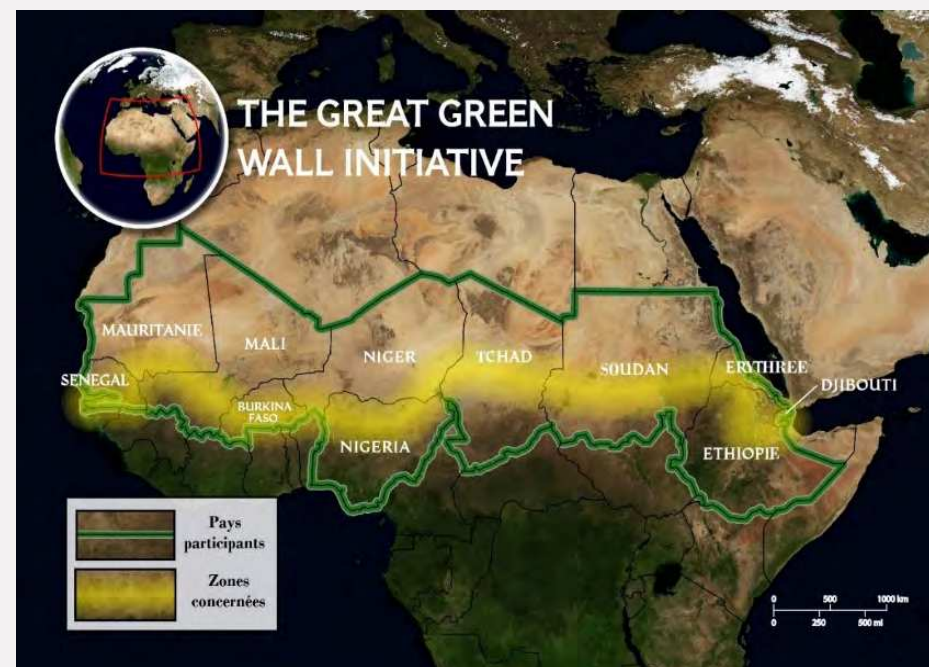 THE GREAT GREEN
WALL INITIATIVE
MAURITANIE
MALI
NIGER
TCHAD
SOUDAN
ERYTHREE
DJIBOUTI
SENEGAL
BURKINA
FASO
NIGERIA
ETHIOPIE
Pays
participants
Zones
concernées
0 500 1000 km
0 250 500 mi